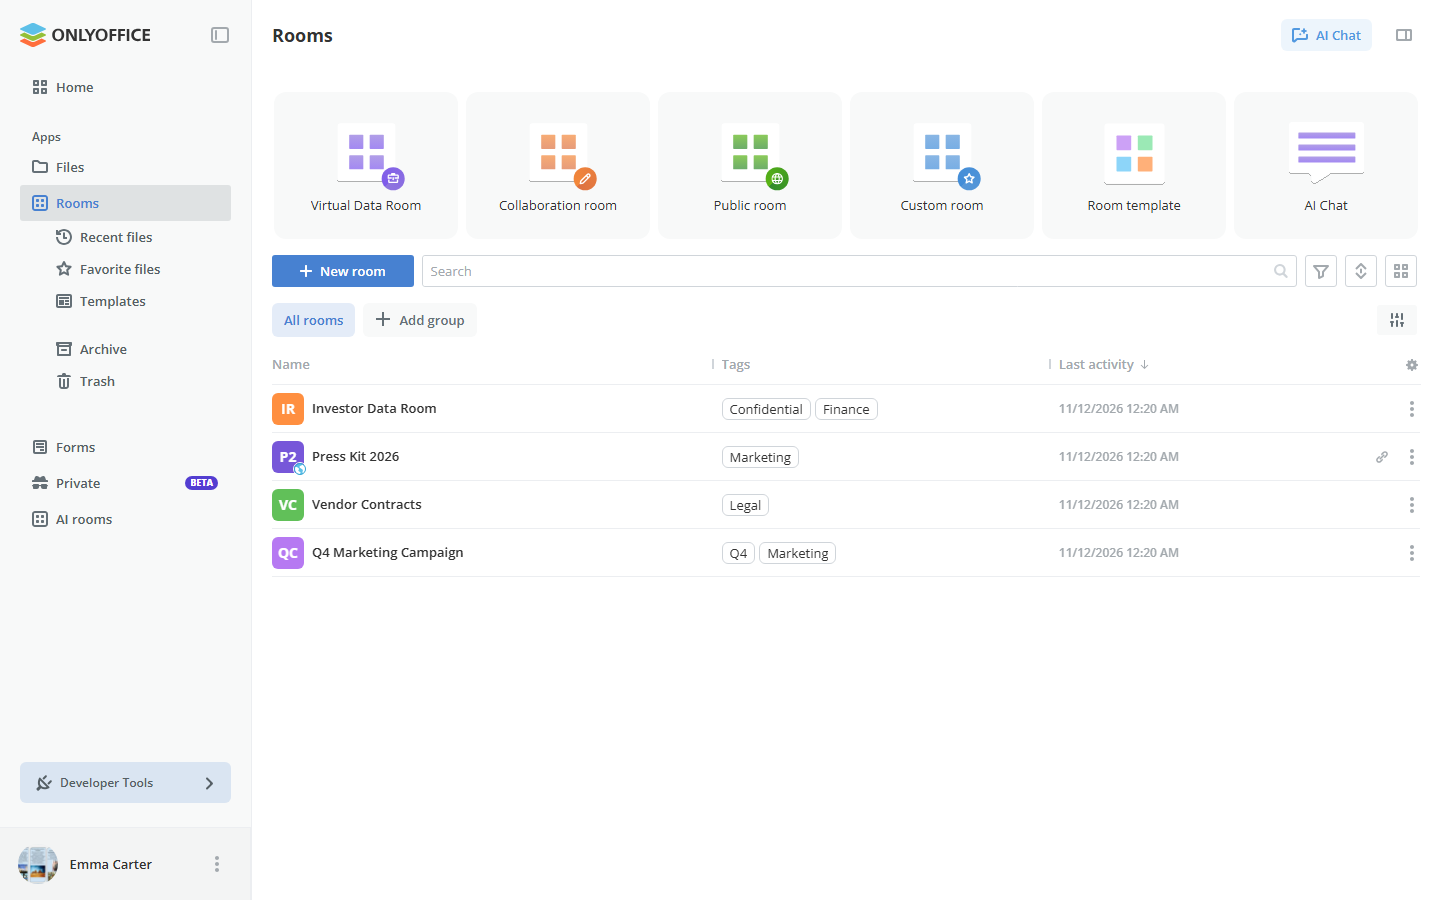 ONLYOFFICE
Rooms
AI Chat
Home
Apps
Files
Rooms
Recent files
Favorite files
Templates
Archive
Trash
Forms
Private BETA
AI rooms
Developer Tools
Emma Carter
Virtual Data Room
Collaboration room
Public room
Custom room
Room template
AI Chat
New room
Search
All rooms
Add group
Name Tags Last activity
IR Investor Data Room Confidential Finance 11/12/2026 12:20 AM
P2 Press Kit 2026 Marketing 11/12/2026 12:20 AM
VC Vendor Contracts Legal 11/12/2026 12:20 AM
QC Q4 Marketing Campaign Q4 Marketing 11/12/2026 12:20 AM